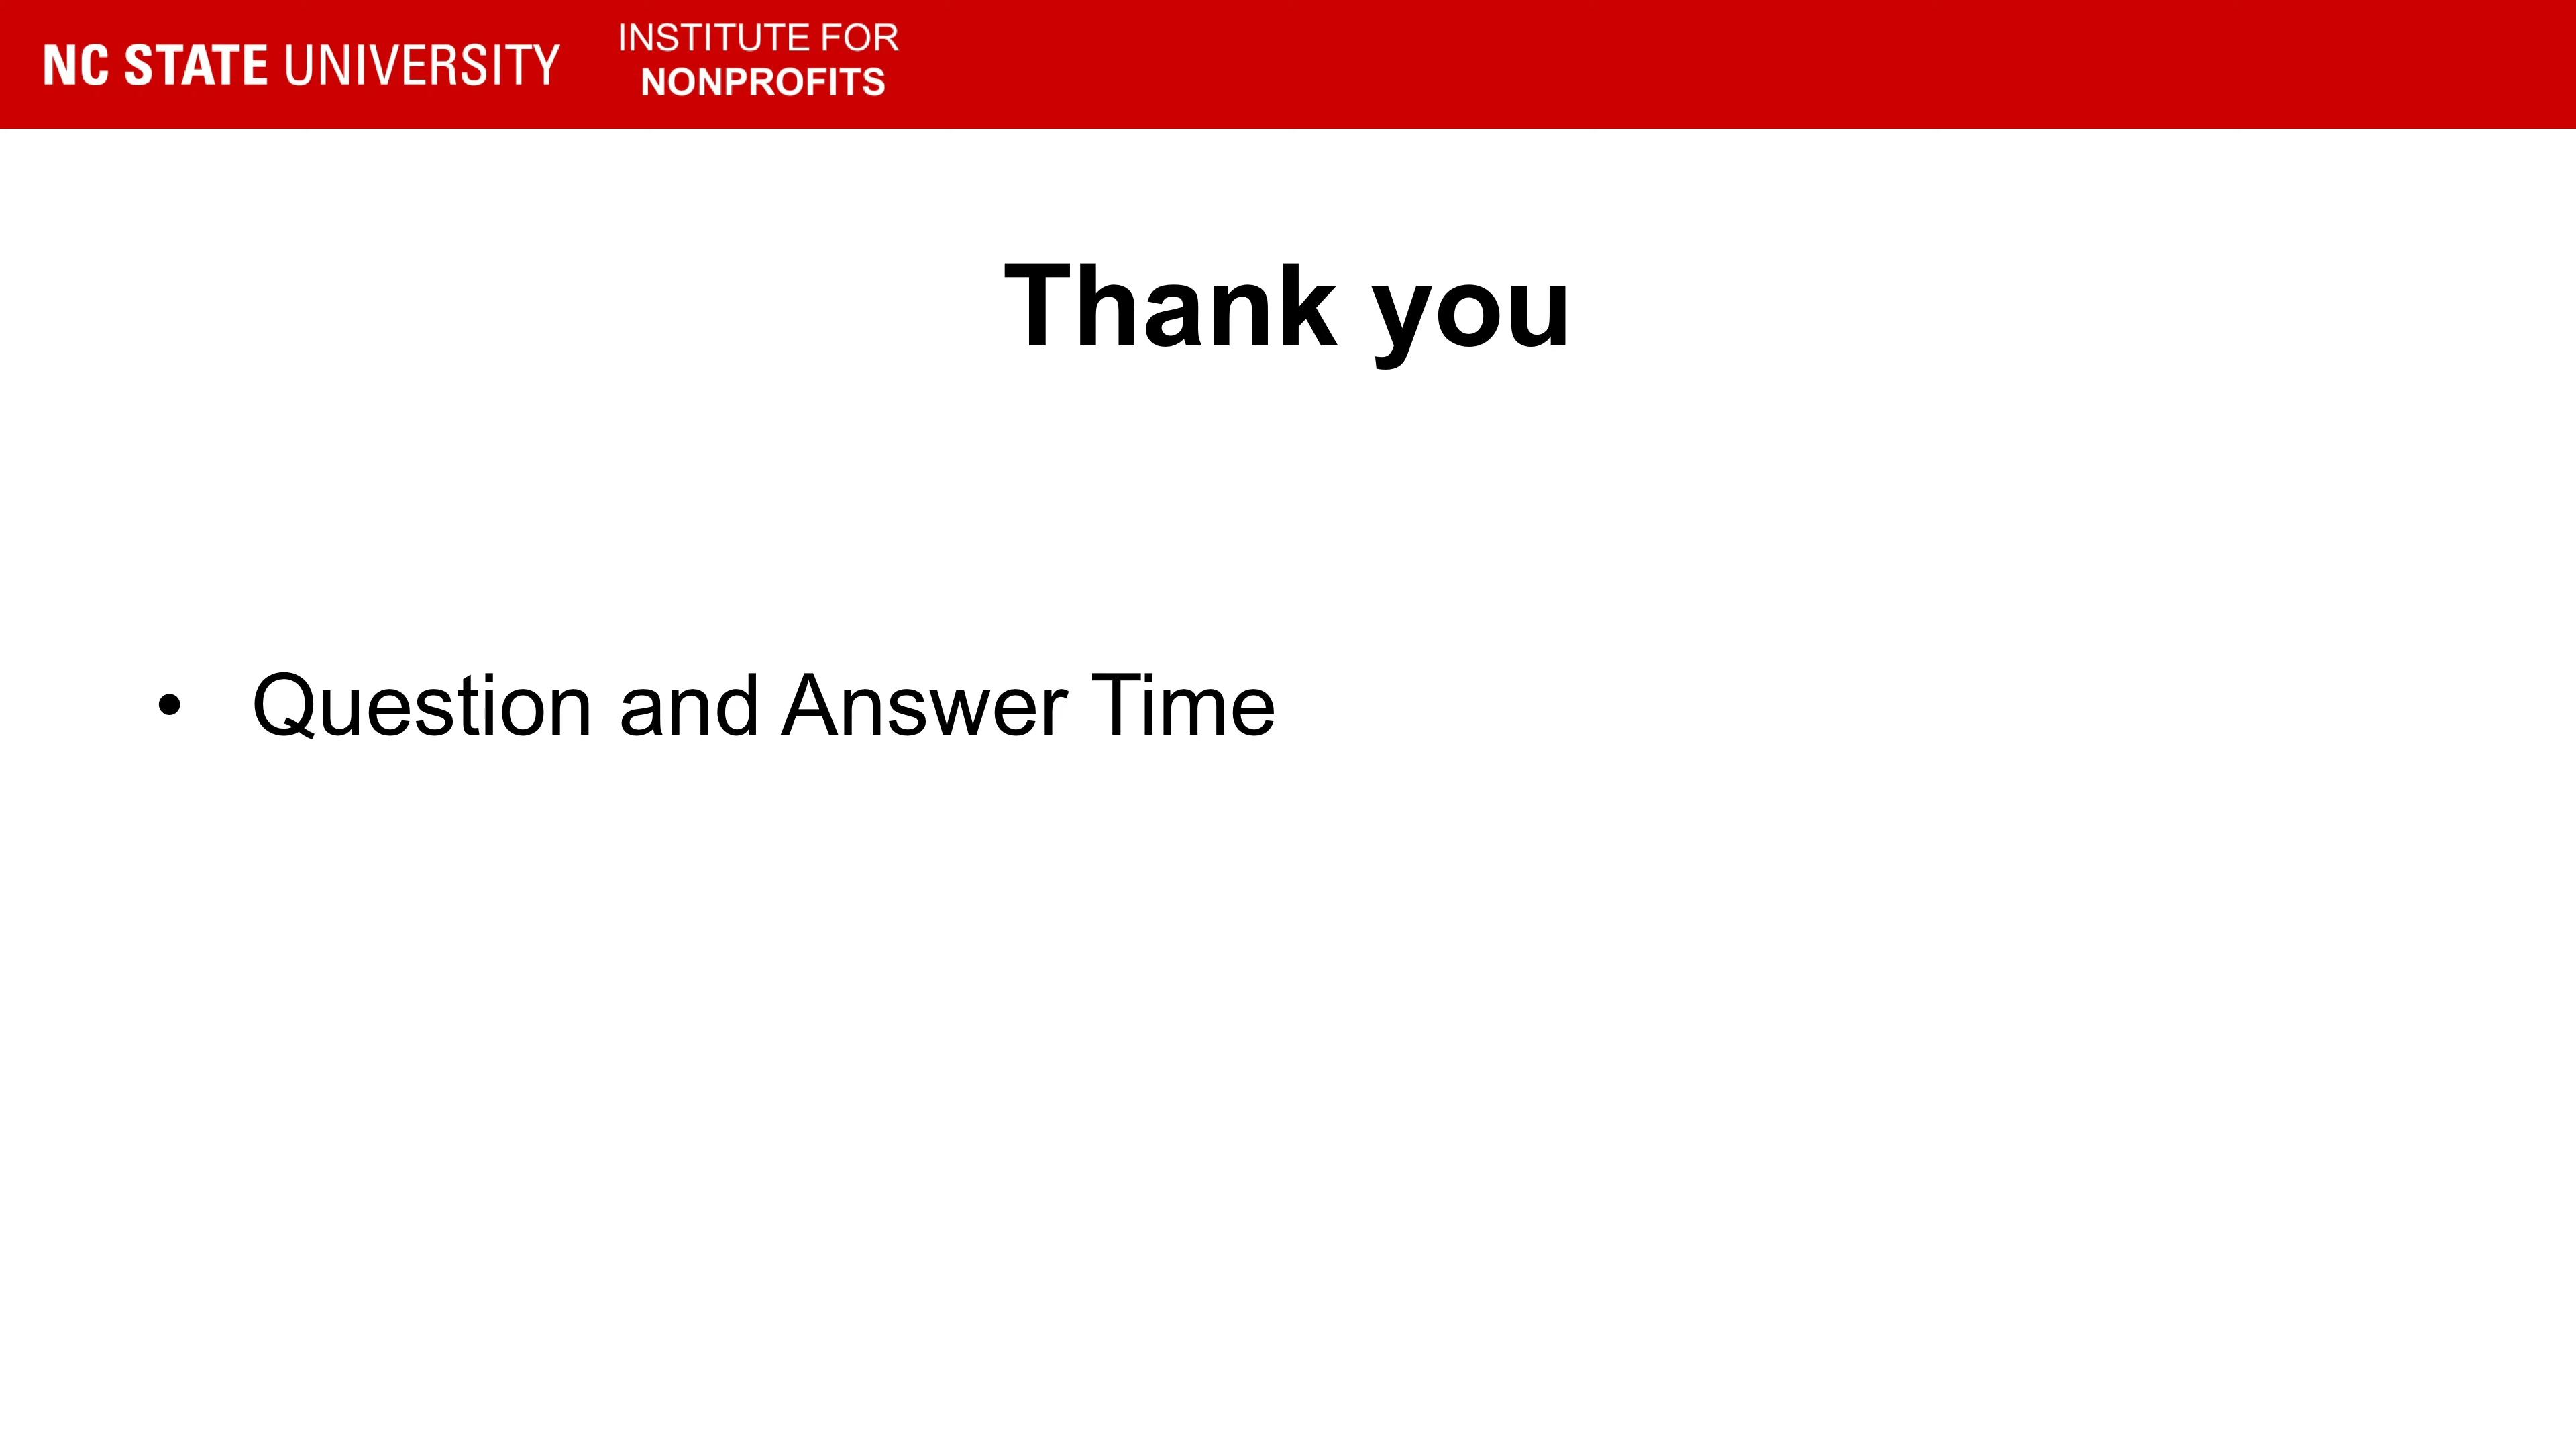 NC STATE UNIVERSITY
INSTITUTE FOR
NONPROFITS
Thank you
• Question and Answer Time